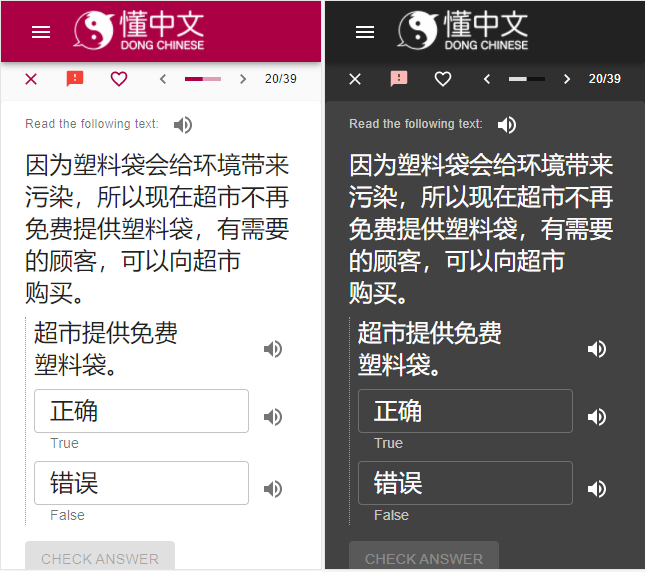 懂中文
DONG CHINESE
20/39
Read the following text:
因为塑料袋会给环境带来
污染，所以现在超市不再
免费提供塑料袋，有需要
的顾客，可以向超市
购买。
超市提供免费
塑料袋。
正确
True
错误
False
CHECK ANSWER
懂中文
DONG CHINESE
20/39
Read the following text:
因为塑料袋会给环境带来
污染，所以现在超市不再
免费提供塑料袋，有需要
的顾客，可以向超市
购买。
超市提供免费
塑料袋。
正确
True
错误
False
CHECK ANSWER